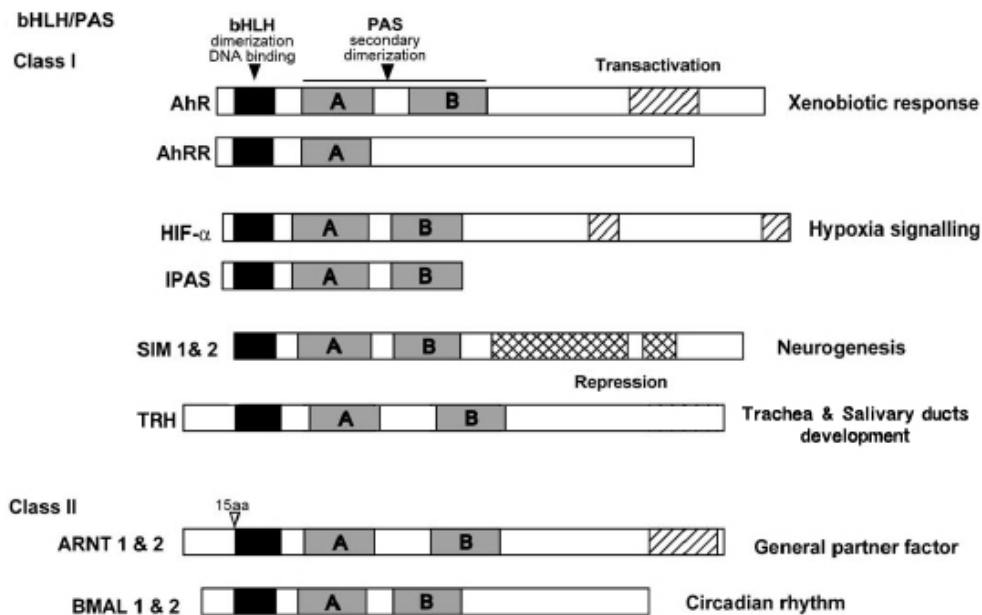 bHLH/PAS
bHLH
dimerization
DNA binding
PAS
secondary
dimerization
Class I
Transactivation
AhR
A
B
Xenobiotic response
AhRR
A
HIF-α
A
B
Hypoxia signalling
IPAS
A
B
SIM 1& 2
A
B
Neurogenesis
Repression
TRH
A
B
Trachea & Salivary ducts
development
Class II
15aa
ARNT 1 & 2
A
B
General partner factor
BMAL 1 & 2
A
B
Circadian rhythm